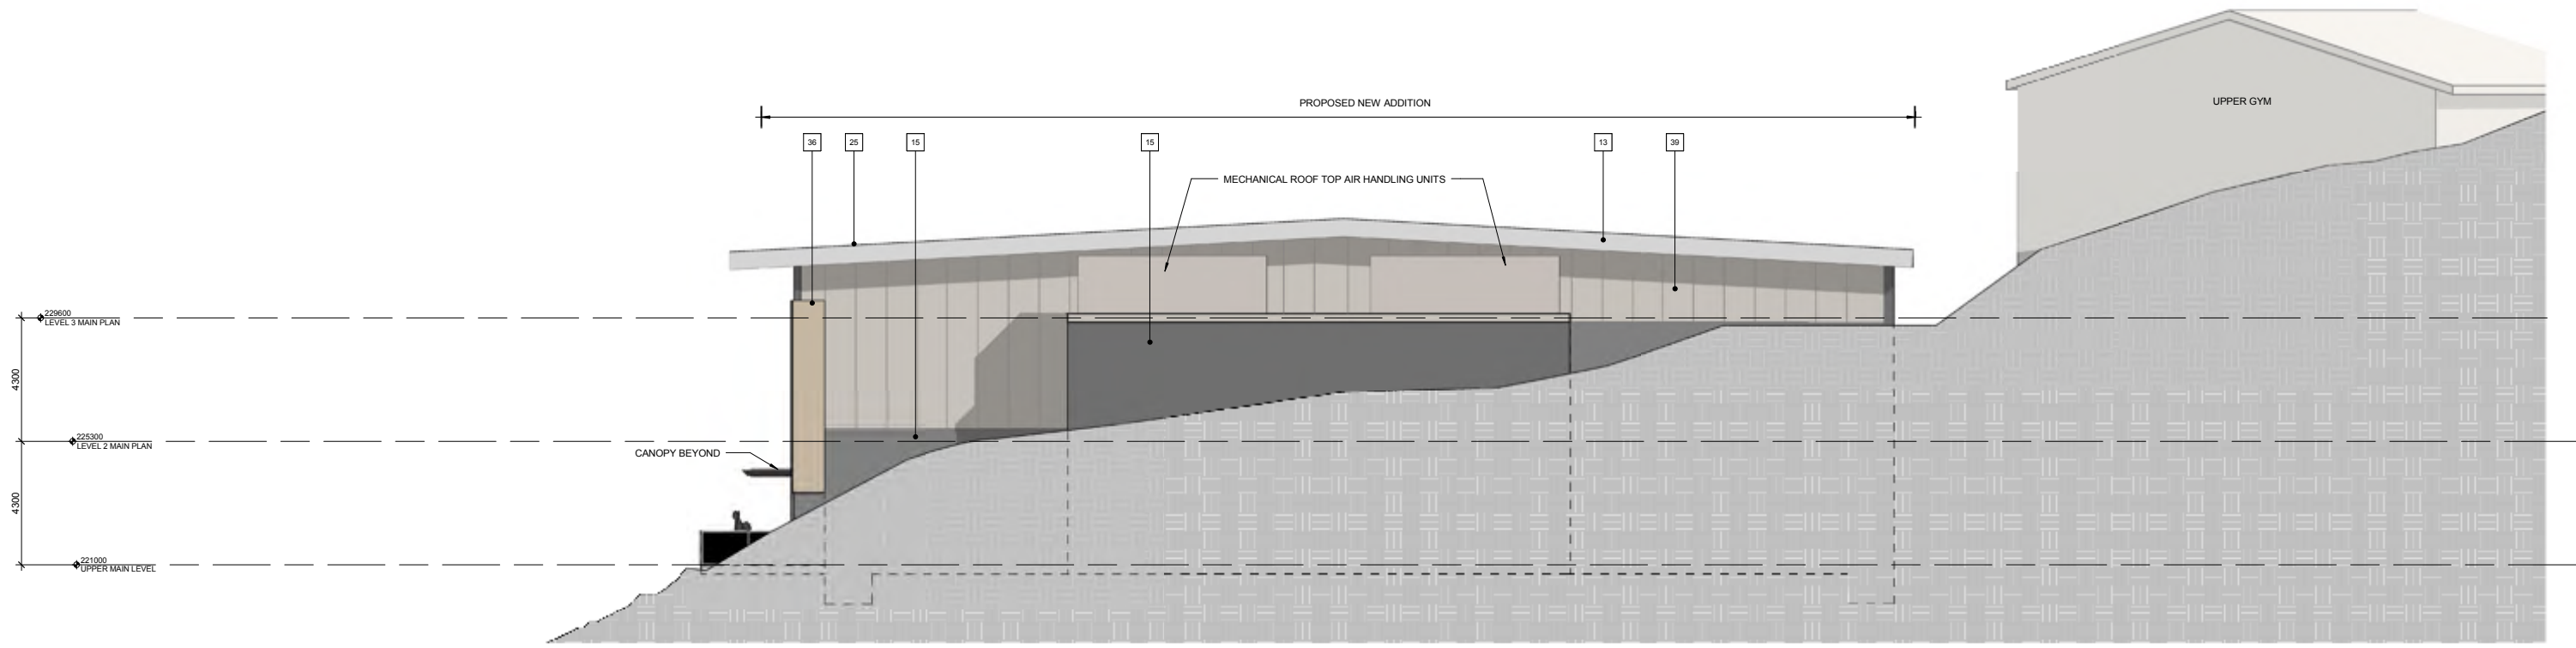 PROPOSED NEW ADDITION
UPPER GYM
36
25
15
15
13
39
MECHANICAL ROOF TOP AIR HANDLING UNITS
229600
LEVEL 3 MAIN PLAN
4300
225300
LEVEL 2 MAIN PLAN
CANOPY BEYOND
4300
221000
UPPER MAIN LEVEL